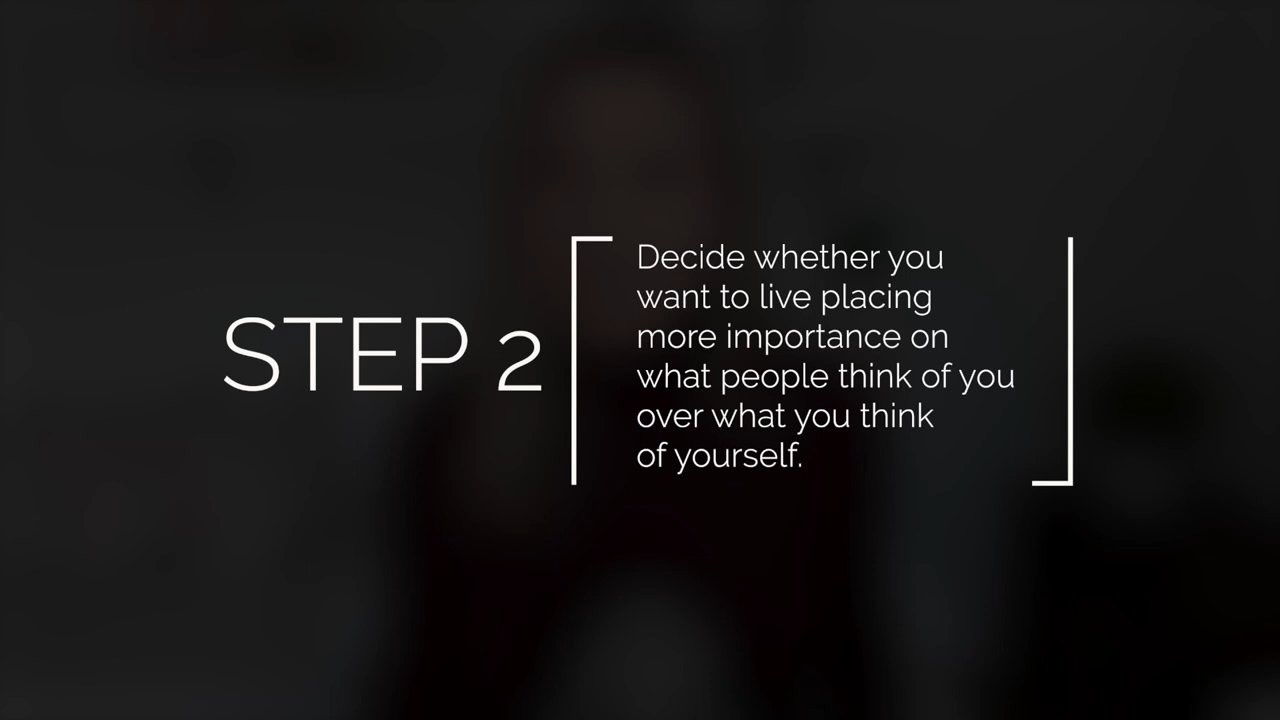 STEP 2
Decide whether you
want to live placing
more importance on
what people think of you
over what you think
of yourself.